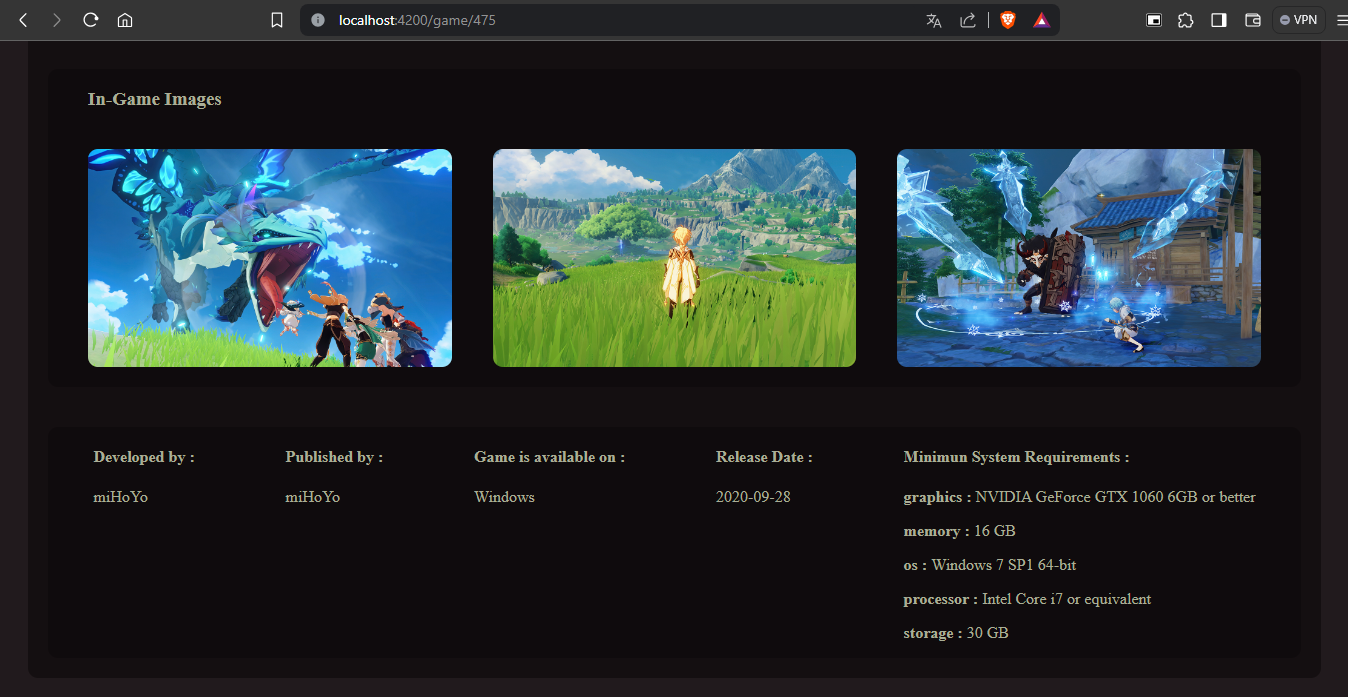 localhost:4200/game/475
VPN
In-Game Images
Developed by :
miHoYo
Published by :
miHoYo
Game is available on :
Windows
Release Date :
2020-09-28
Minimun System Requirements :
graphics : NVIDIA GeForce GTX 1060 6GB or better
memory : 16 GB
os : Windows 7 SP1 64-bit
processor : Intel Core i7 or equivalent
storage : 30 GB